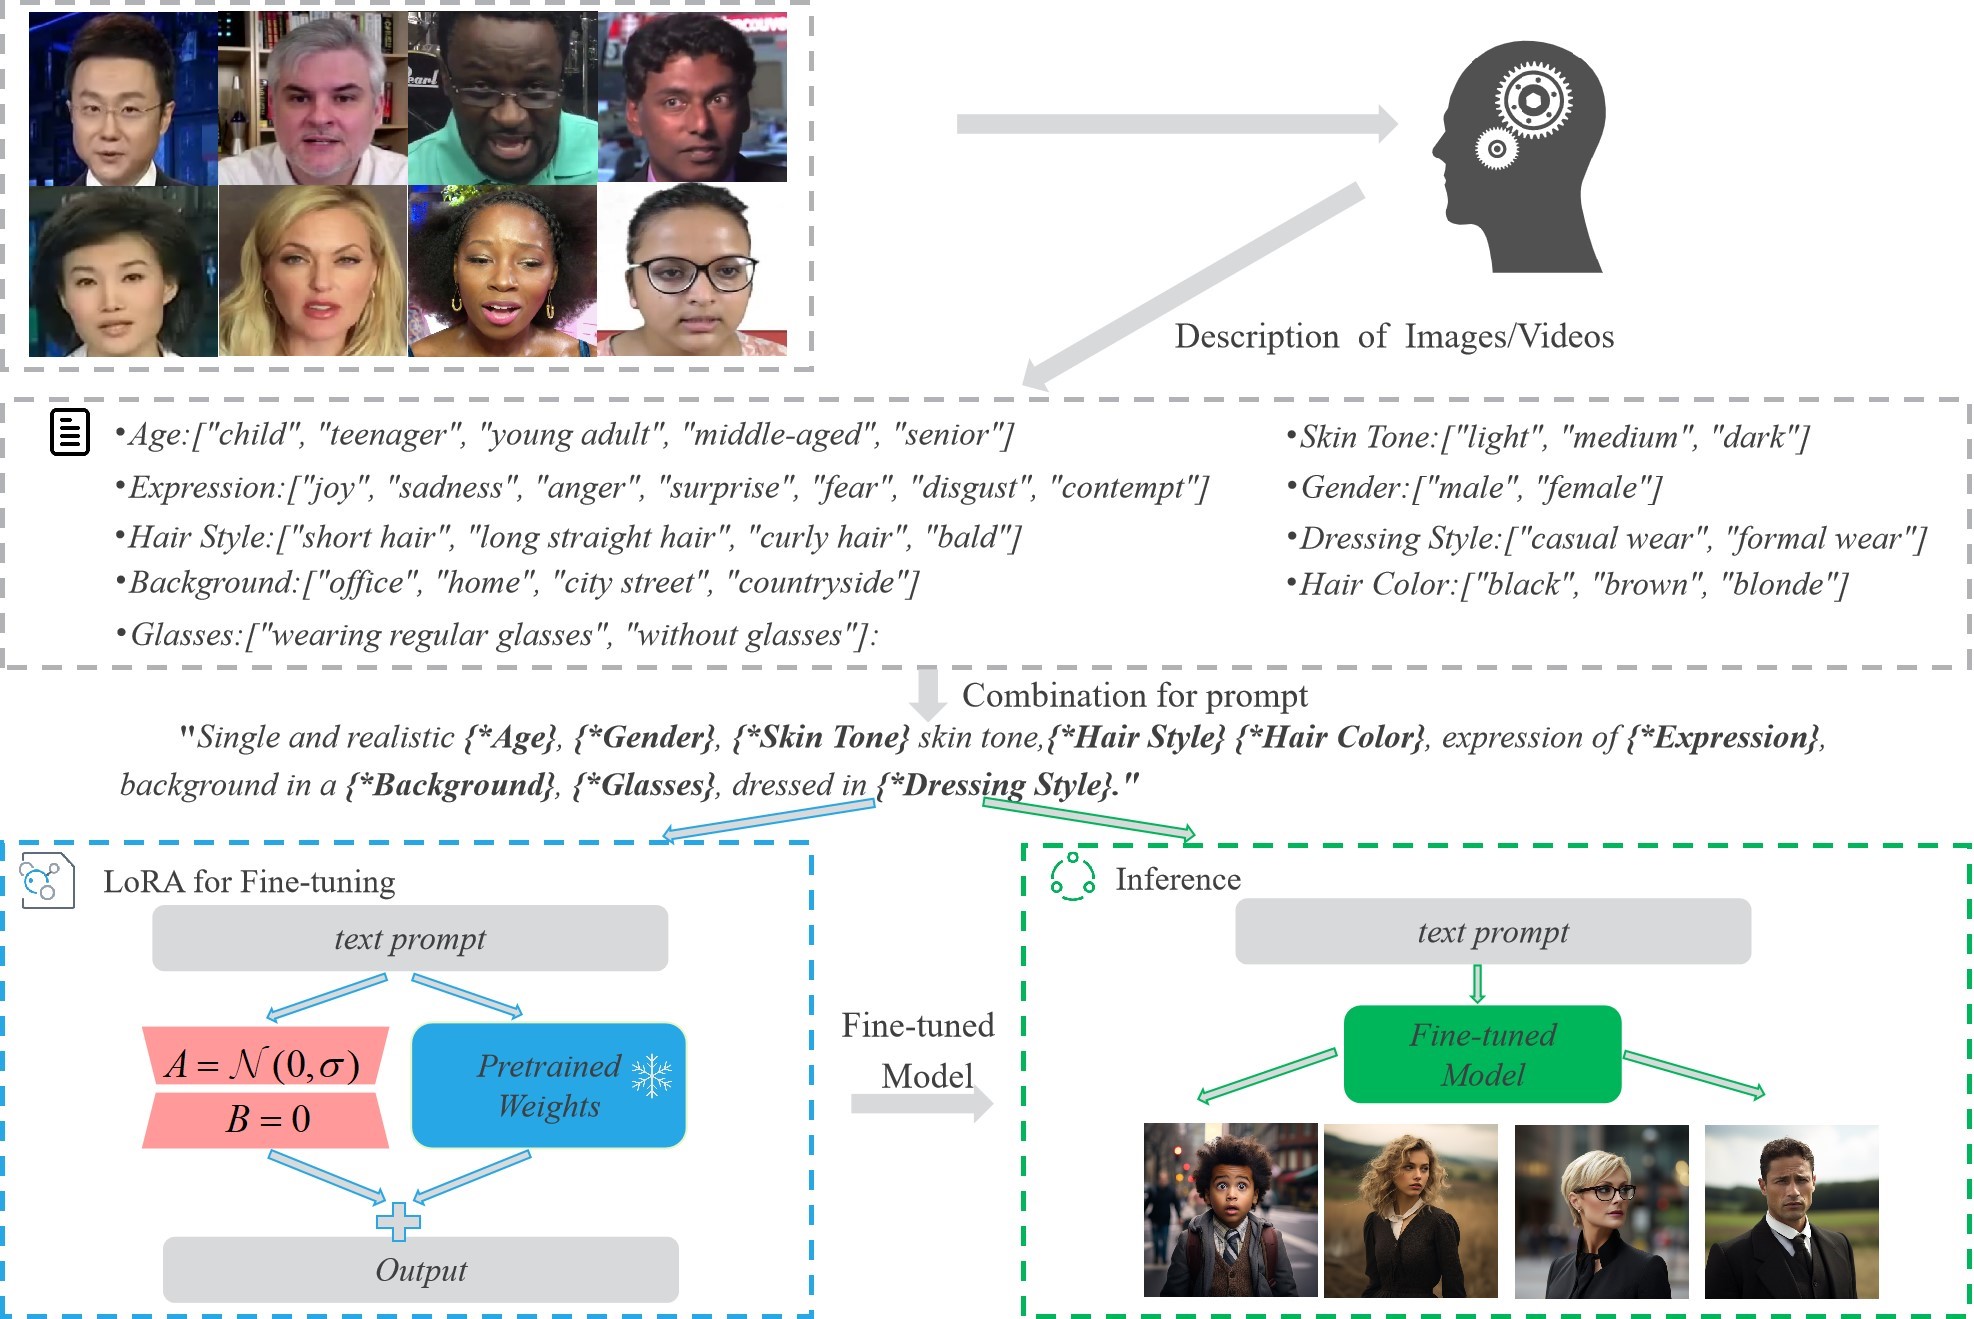 Pearl
Description of Images/Videos
•Age:["child", "teenager", "young adult", "middle-aged", "senior"]
•Expression:["joy", "sadness", "anger", "surprise", "fear", "disgust", "contempt"]
•Hair Style:["short hair", "long straight hair", "curly hair", "bald"]
•Background:["office", "home", "city street", "countryside"]
•Glasses:["wearing regular glasses", "without glasses"]:
•Skin Tone:["light", "medium", "dark"]
•Gender:["male", "female"]
•Dressing Style:["casual wear", "formal wear"]
•Hair Color:["black", "brown", "blonde"]
Combination for prompt
"Single and realistic {*Age}, {*Gender}, {*Skin Tone} skin tone,{*Hair Style} {*Hair Color}, expression of {*Expression},
background in a {*Background}, {*Glasses}, dressed in {*Dressing Style}."
LoRA for Fine-tuning
text prompt
A = 𝒩(0,σ)
B = 0
Pretrained
Weights
Output
Fine-tuned
Model
Inference
text prompt
Fine-tuned
Model